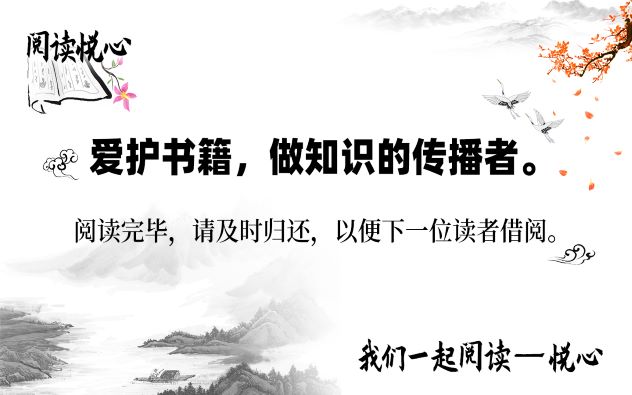 阅读悦心
爱护书籍，做知识的传播者。
阅读完毕，请及时归还，以便下一位读者借阅。
我们一起阅读—悦心